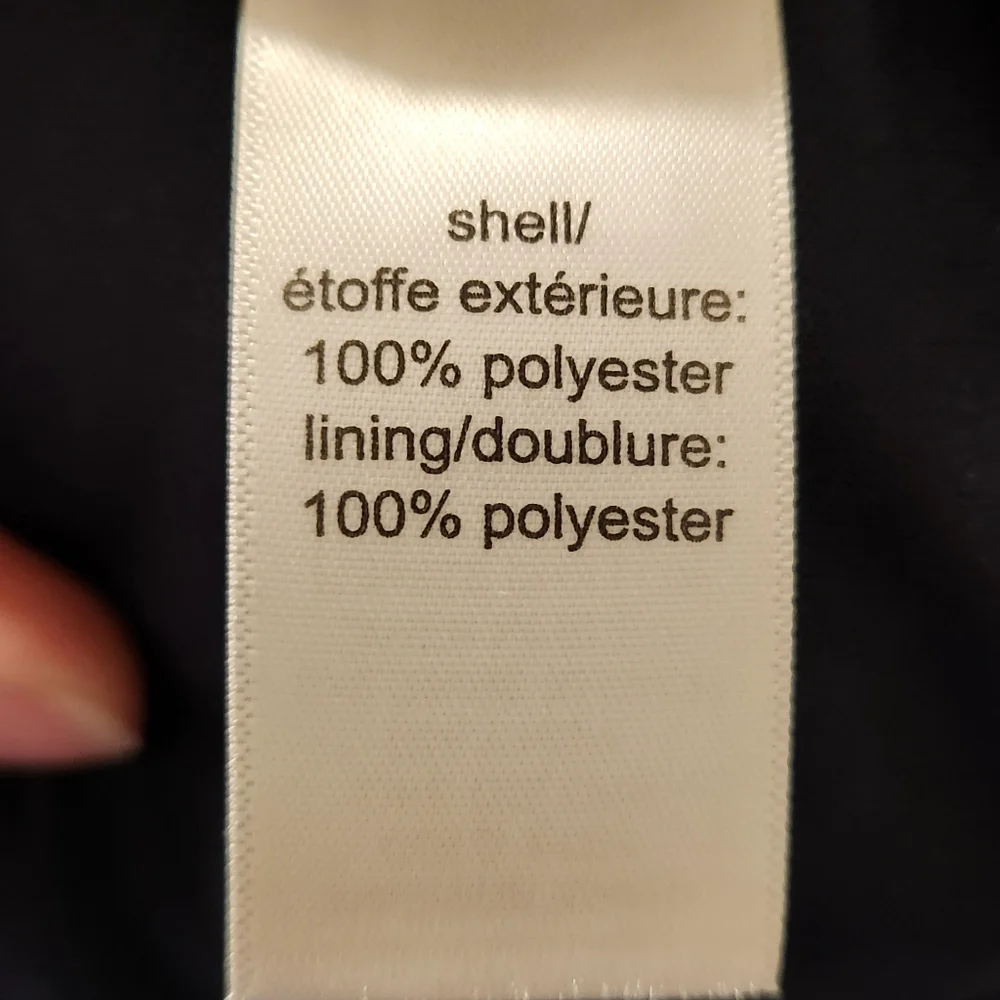 shell/
étoffe extérieure:
100% polyester
lining/doublure:
100% polyester